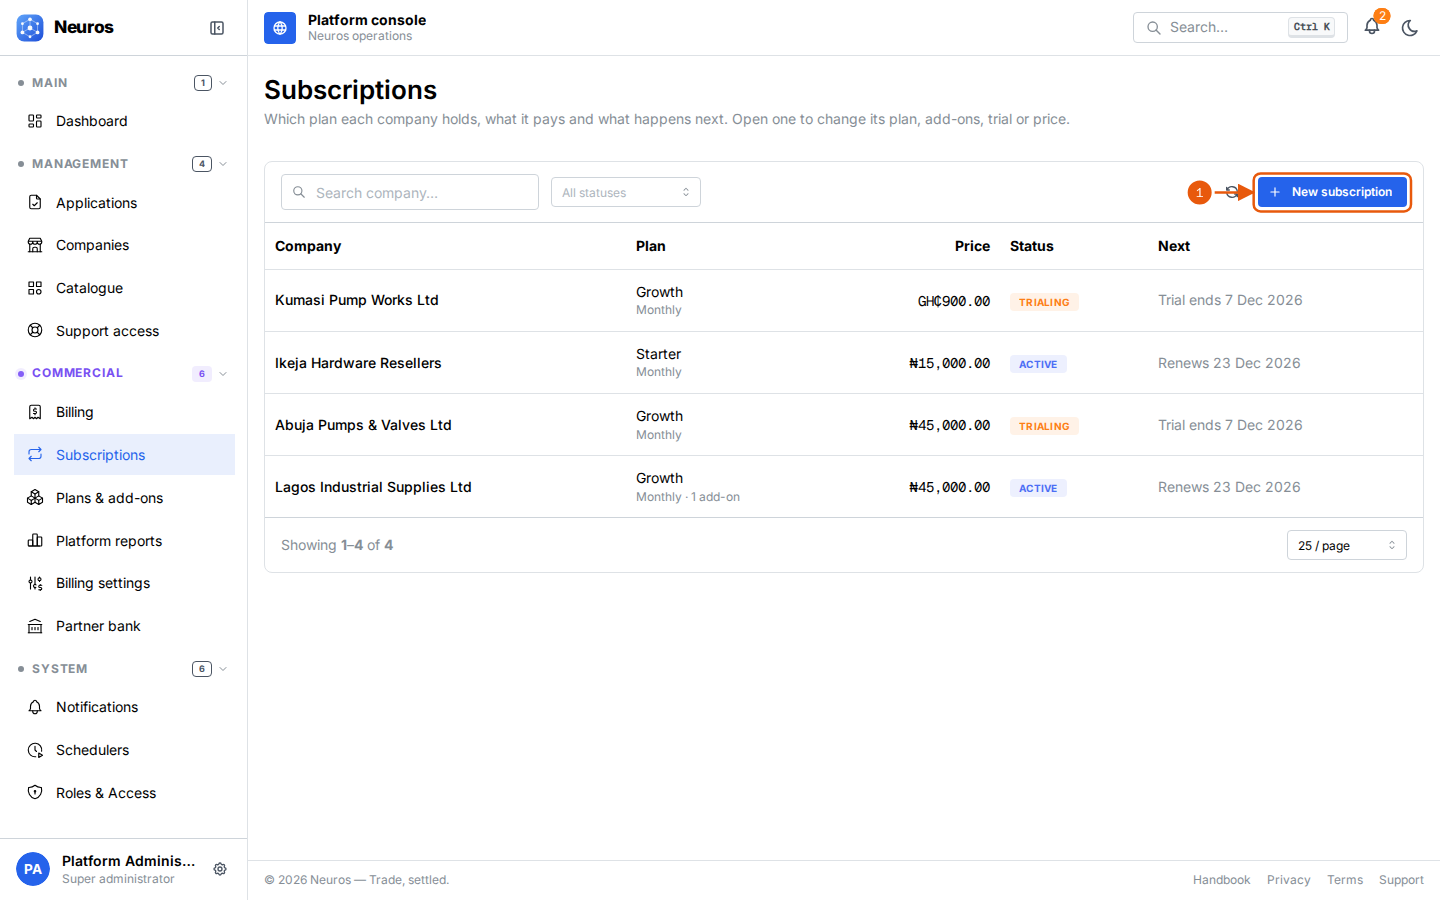 Neuros
Platform console
Neuros operations
Search...
Ctrl K
2
MAIN
1
Dashboard
MANAGEMENT
4
Applications
Companies
Catalogue
Support access
COMMERCIAL
6
Billing
Subscriptions
Plans & add-ons
Platform reports
Billing settings
Partner bank
SYSTEM
6
Notifications
Schedulers
Roles & Access
PA
Platform Adminis...
Super administrator
Subscriptions
Which plan each company holds, what it pays and what happens next. Open one to change its plan, add-ons, trial or price.
Search company...
All statuses
1
New subscription
Company Plan Price Status Next
Kumasi Pump Works Ltd Growth GH₵900.00 TRIALING Trial ends 7 Dec 2026
Monthly
Ikeja Hardware Resellers Starter ₦15,000.00 ACTIVE Renews 23 Dec 2026
Monthly
Abuja Pumps & Valves Ltd Growth ₦45,000.00 TRIALING Trial ends 7 Dec 2026
Monthly
Lagos Industrial Supplies Ltd Growth ₦45,000.00 ACTIVE Renews 23 Dec 2026
Monthly · 1 add-on
Showing 1–4 of 4
25 / page
© 2026 Neuros — Trade, settled.
Handbook Privacy Terms Support